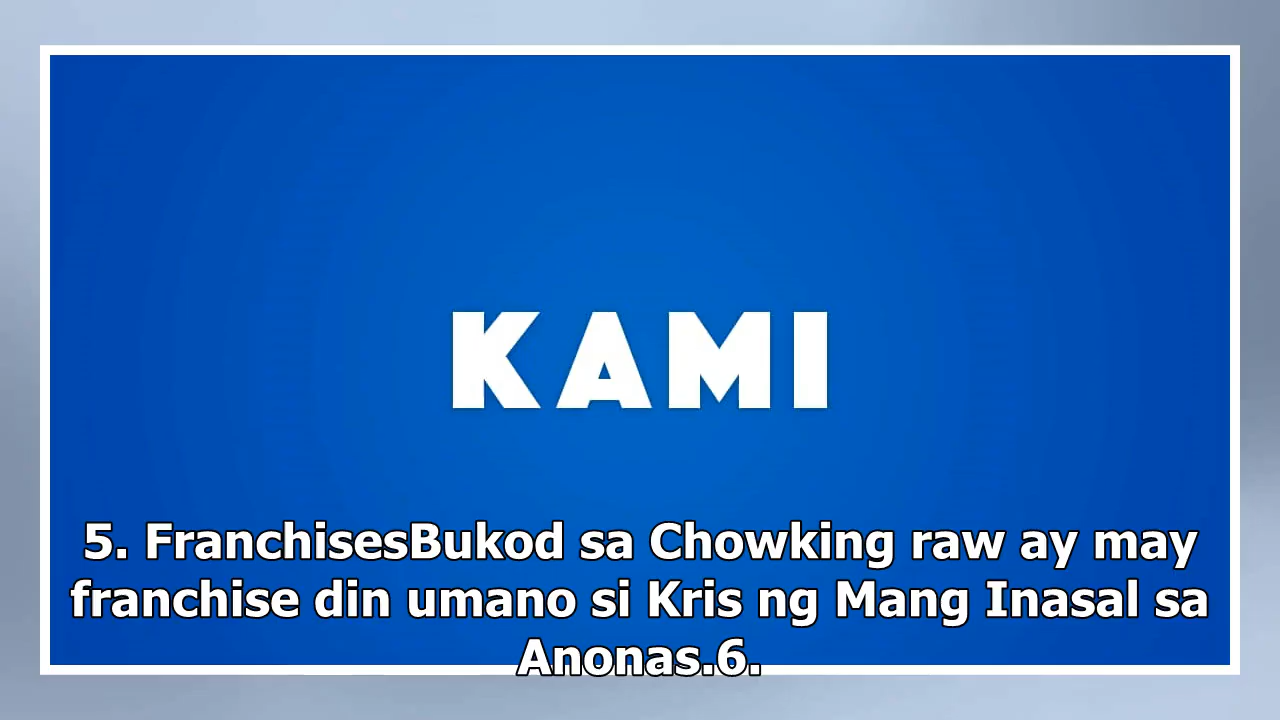 KAMI
5. FranchisesBukod sa Chowking raw ay may
franchise din umano si Kris ng Mang Inasal sa
Anonas.6.